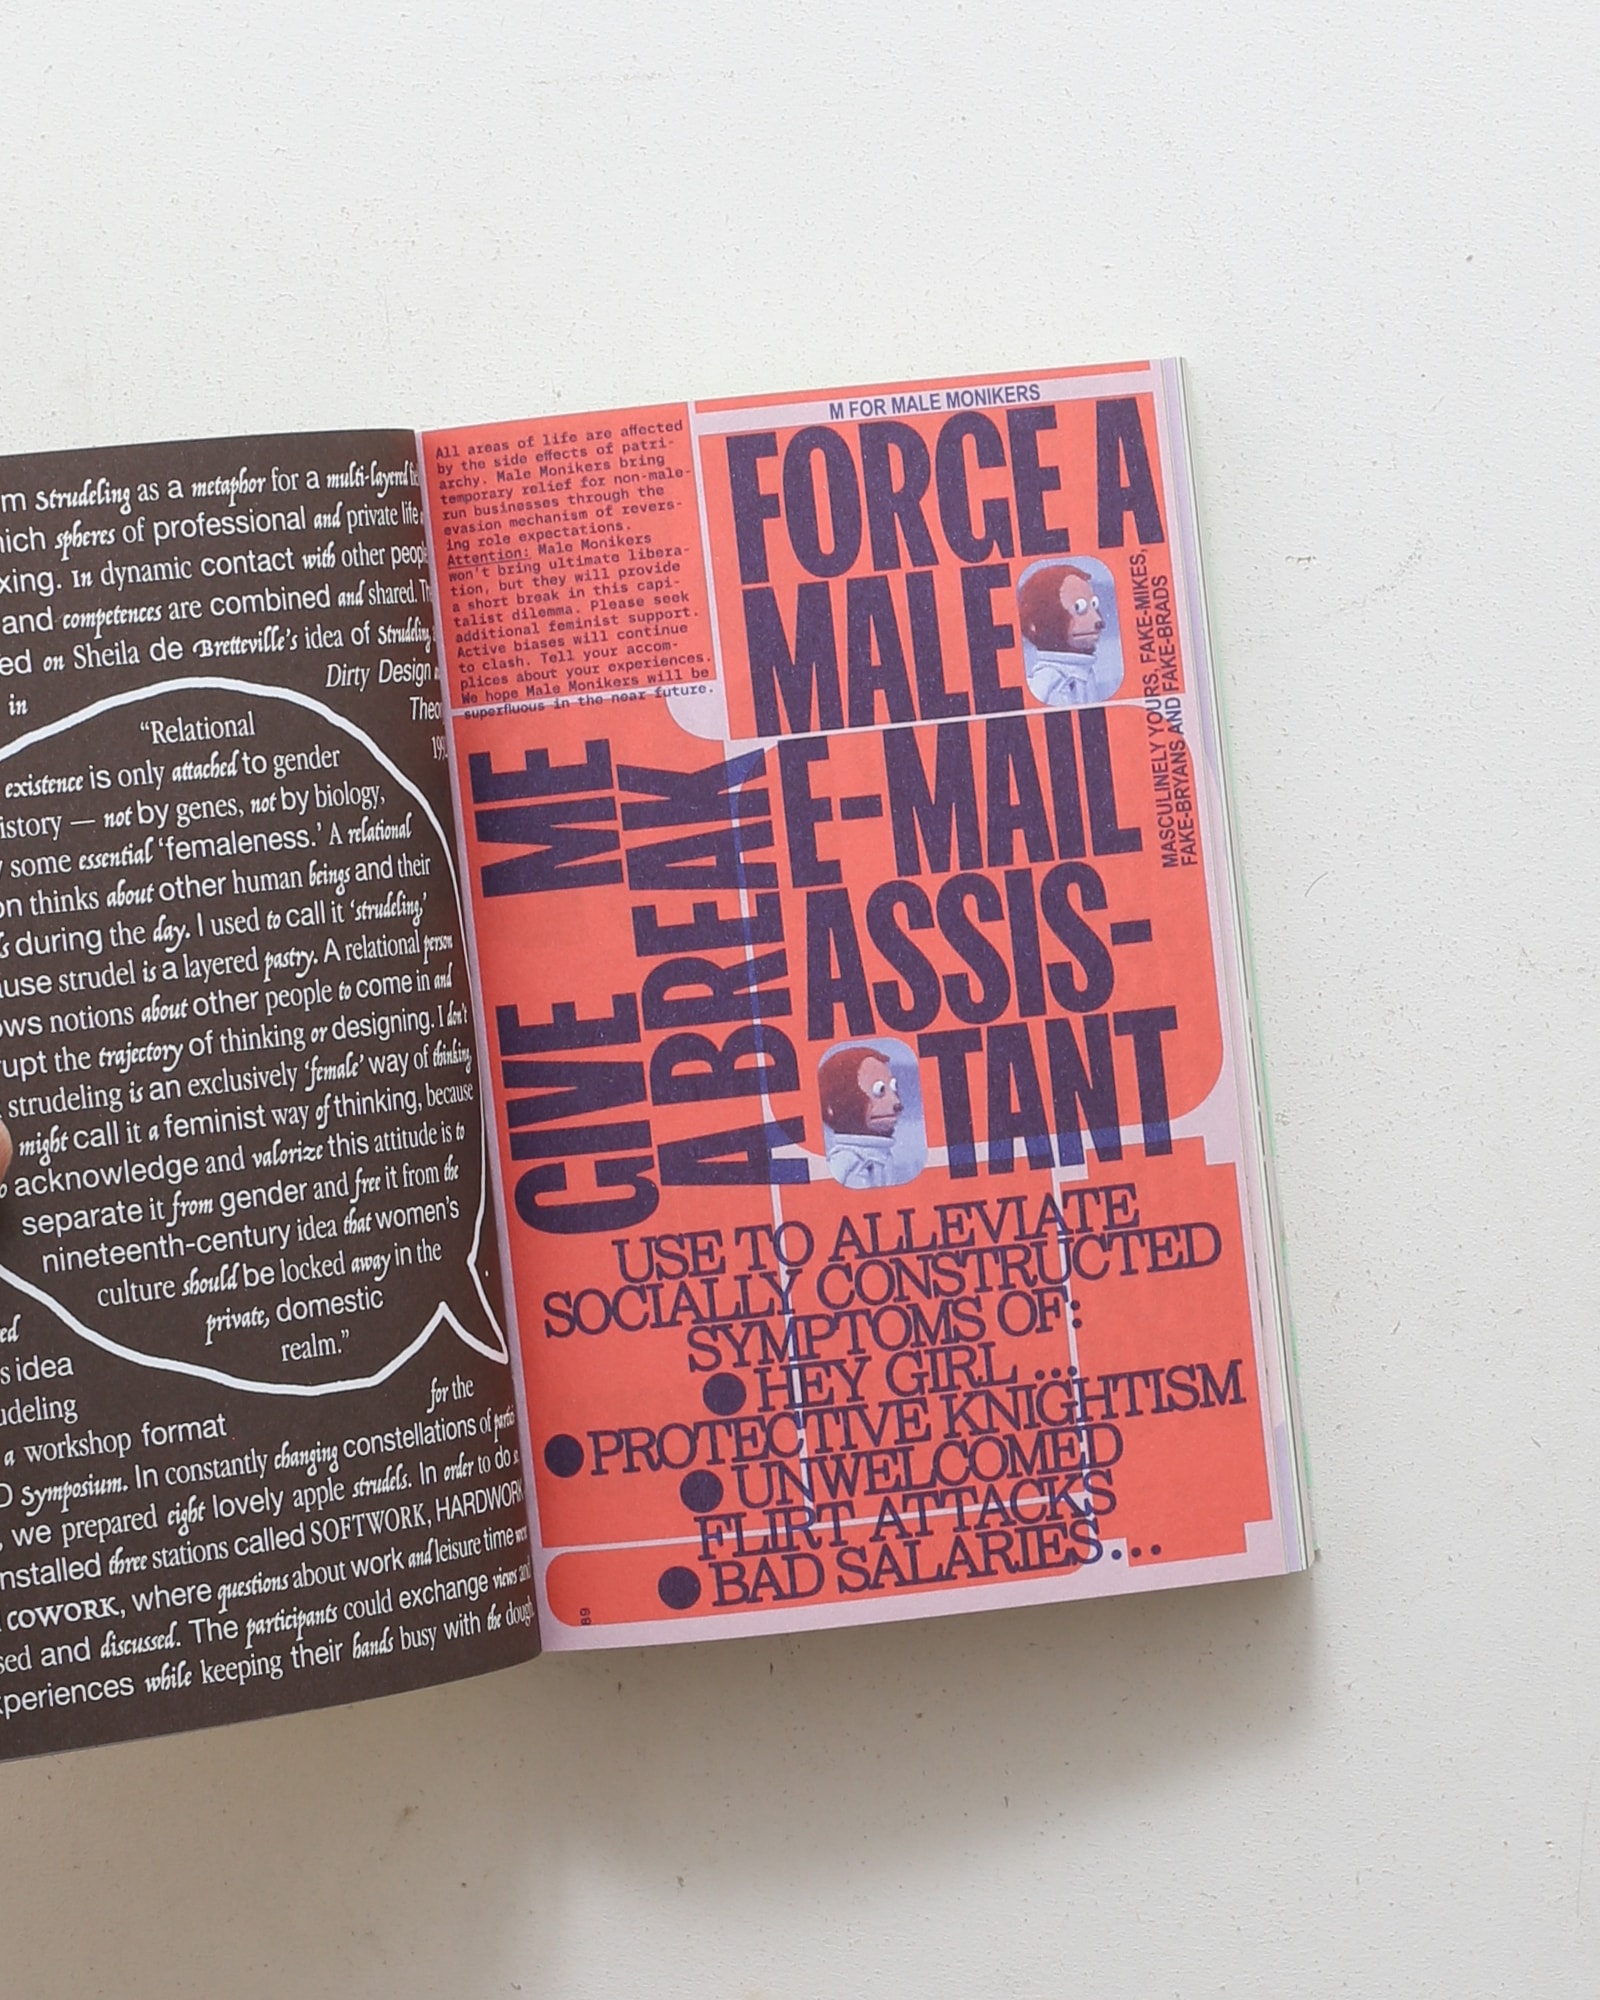 m strudeling as a metaphor for a multi-layered
which spheres of professional and private life
xing. In dynamic contact with other people
and competences are combined and shared.
ed on Sheila de Bretteville's idea of strudeling,
in
Dirty Design
“Relational
existence is only attached to gender
istory — not by genes, not by biology,
some essential ‘femaleness.’ A relational
on thinks about other human beings and their
s during the day. I used to call it ‘strudeling,’
ause strudel is a layered pastry. A relational person
ows notions about other people to come in and
rupt the trajectory of thinking or designing. I don't
strudeling is an exclusively ‘female’ way of thinking,
might call it a feminist way of thinking, because
o acknowledge and valorize this attitude is to
separate it from gender and free it from the
nineteenth-century idea that women's
culture should be locked away in the
private, domestic
realm.”
ed
s idea
udeling
for the
a workshop format
D symposium. In constantly changing constellations of
, we prepared eight lovely apple strudels. In order to do
nstalled three stations called SOFTWORK, HARDWORK,
COWORK, where questions about work and leisure time
sed and discussed. The participants could exchange views and
xperiences while keeping their hands busy with the dough.
All areas of life are affected
by the side effects of patri-
archy. Male Monikers bring
temporary relief for non-male-
run businesses through the
evasion mechanism of revers-
ing role expectations.
Attention: Male Monikers
won't bring ultimate libera-
tion, but they will provide
a short break in this capi-
talist dilemma. Please seek
additional feminist support.
Active biases will continue
to clash. Tell your accom-
plices about your experiences.
We hope Male Monikers will be
superfluous in the near future.
M FOR MALE MONIKERS
FORGE A
MALE
E-MAIL
ASSIS-
TANT
MASCULINELY YOURS, FAKE-MIKES,
FAKE-BRYANS AND FAKE-BRADS
GIVE ME
A BREAK
USE TO ALLEVIATE
SOCIALLY CONSTRUCTED
SYMPTOMS OF:
●HEY GIRL ...
●PROTECTIVE KNIGHTISM
●UNWELCOMED
FLIRT ATTACKS
●BAD SALARIES...
89